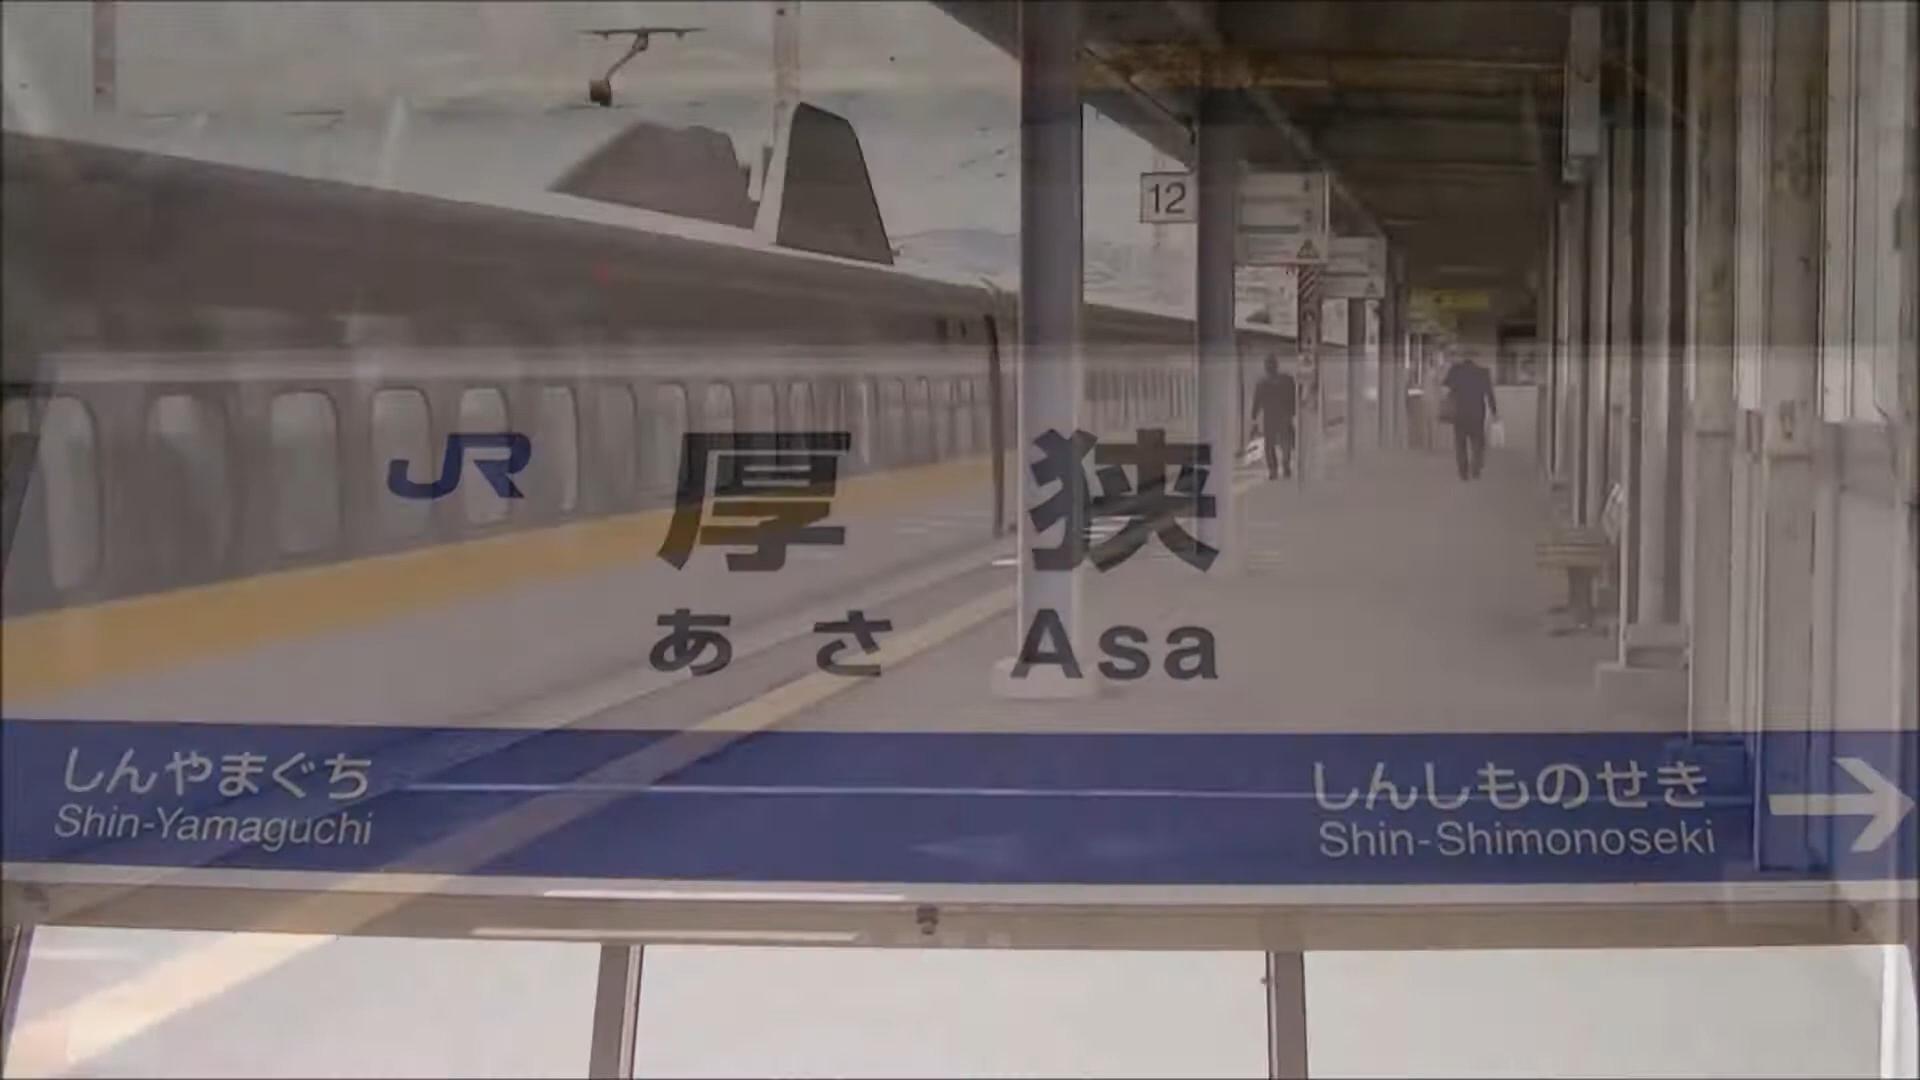 12
JR 厚狭
あさ Asa
しんやまぐち
Shin-Yamaguchi
しんしものせき
Shin-Shimonoseki